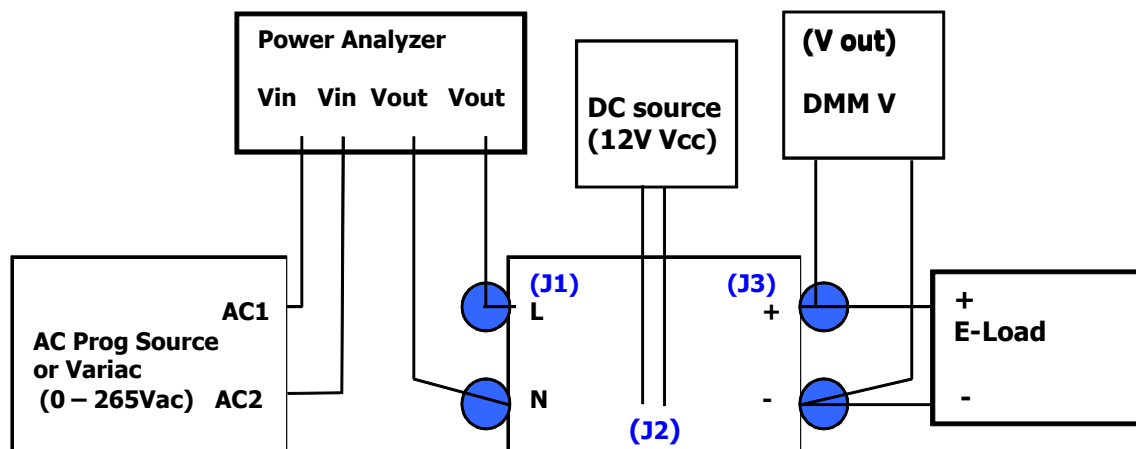 Power Analyzer
Vin Vin Vout Vout
DC source
(12V Vcc)
(V out)
DMM V
AC1
AC Prog Source
or Variac
(0 – 265Vac) AC2
(J1)
L
N
(J2)
(J3)
+
-
+
E-Load
-